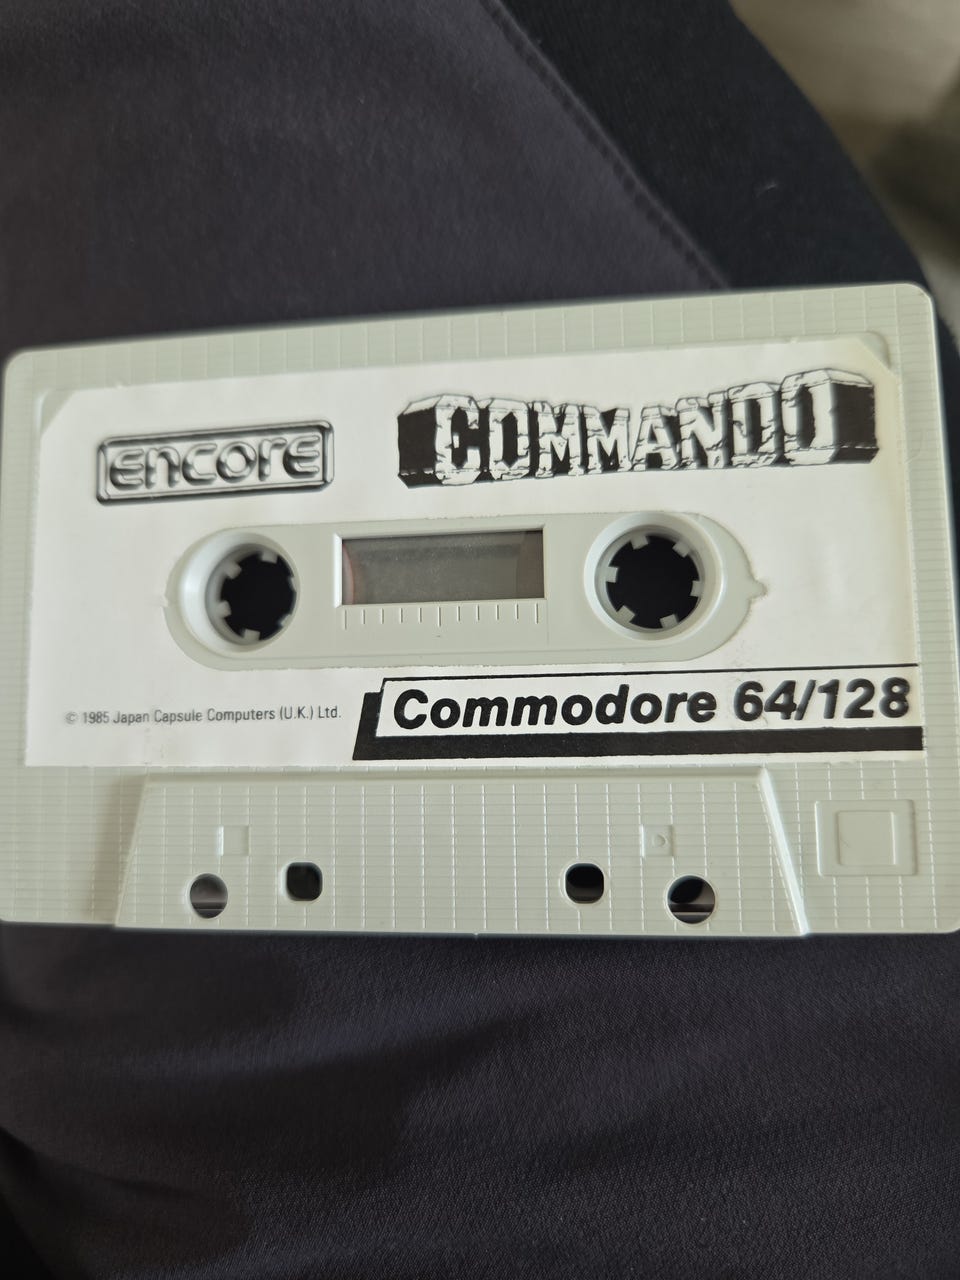 encore
COMMANDO
© 1985 Japan Capsule Computers (U.K.) Ltd.
Commodore 64/128